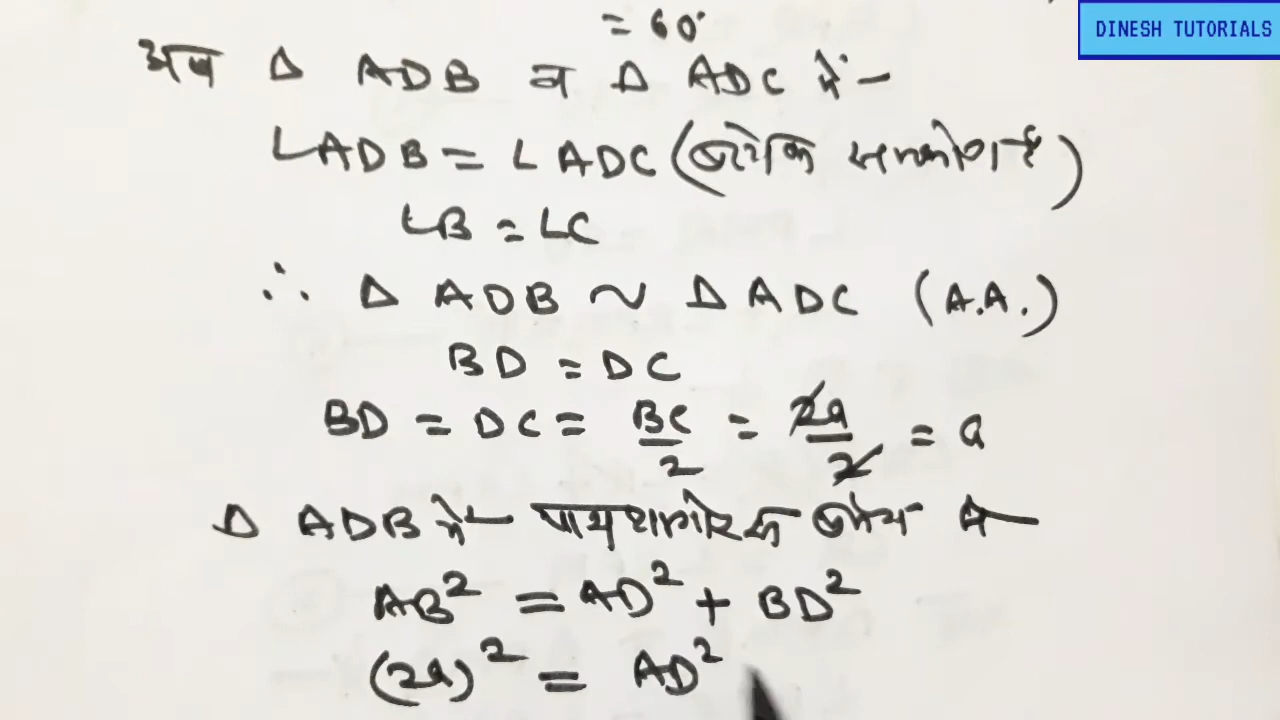 = 60°
DINESH TUTORIALS
अब △ ADB व △ ADC में -
∠ADB = ∠ADC (क्योंकि समकोण है)
∠B = ∠C
∴ △ ADB ~ △ ADC (A.A.)
BD = DC
BD = DC = BC/2 = 2a/2 = a
△ ADB में - पायथागोरस प्रमेय से -
AB² = AD² + BD²
(2a)² = AD²